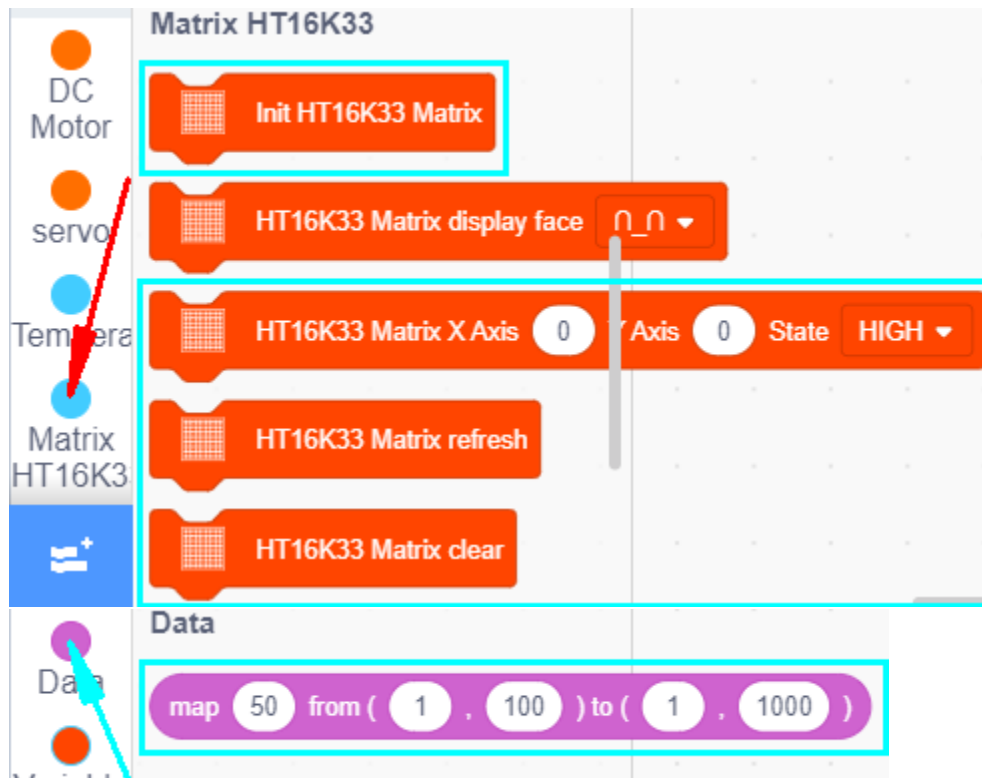 Matrix HT16K33
DC
Motor
Init HT16K33 Matrix
servo
HT16K33 Matrix display face ∩_∩
HT16K33 Matrix X Axis 0 Y Axis 0 State HIGH
Matrix
HT16K3
HT16K33 Matrix refresh
HT16K33 Matrix clear
Data
Data
map 50 from ( 1 , 100 ) to ( 1 , 1000 )